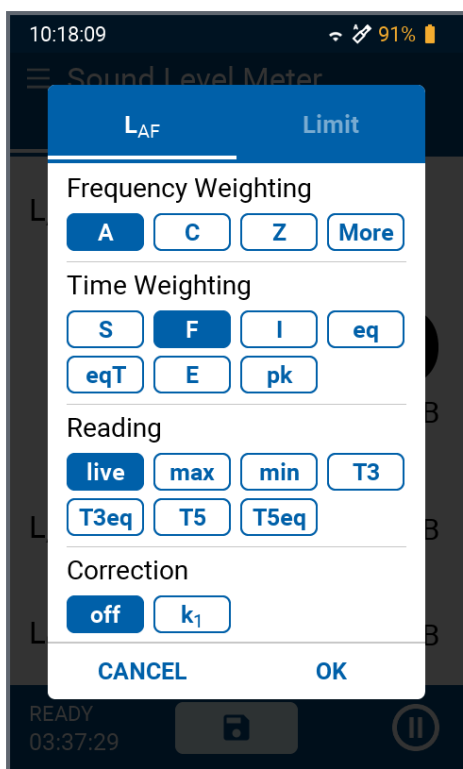 10:18:09 91%
Sound Level Meter
LAF Limit
Frequency Weighting
A C Z More
Time Weighting
S F I eq
eqT E pk
Reading
live max min T3
T3eq T5 T5eq
Correction
off k₁
CANCEL OK
READY
03:37:29